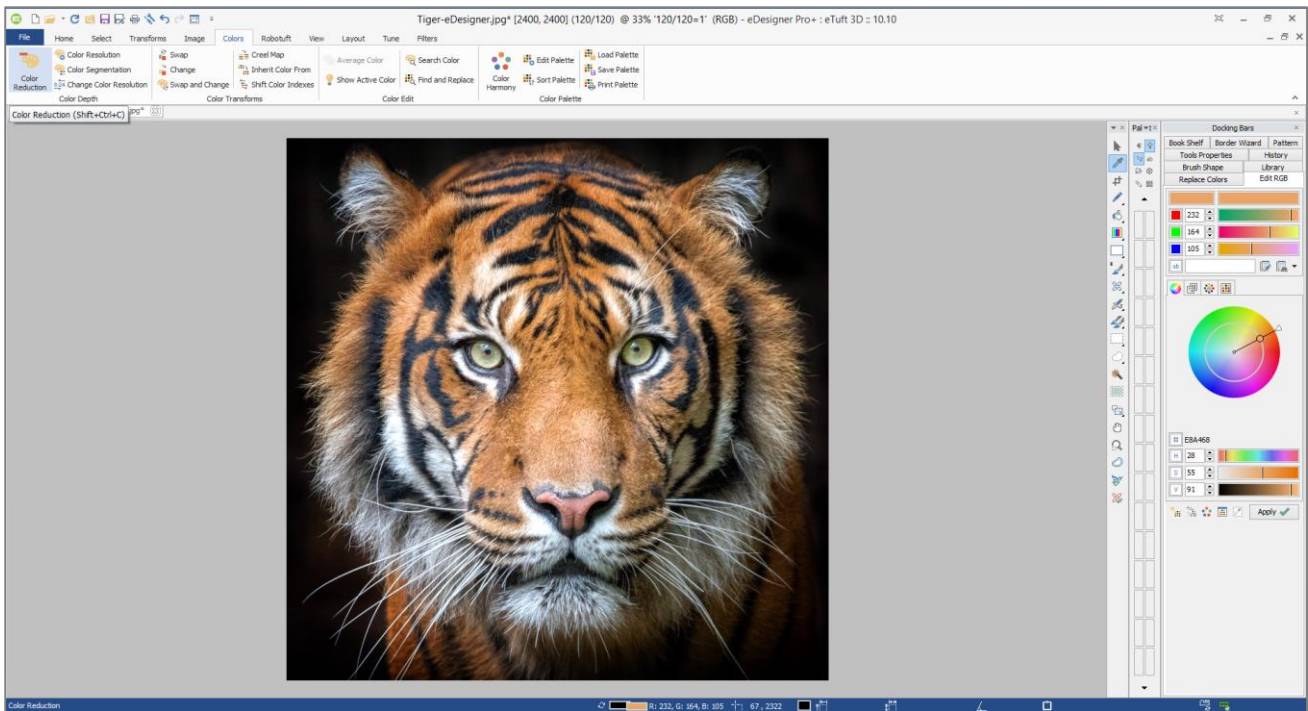 Tiger-eDesigner.jpg* [2400, 2400] (120/120) @ 33% '120/120=1' (RGB) - eDesigner Pro+ : eTuft 3D :: 10.10
File Home Select Transforms Image Colors Robotuft View Layout Tune Filters
Color Reduction
Color Resolution
Color Segmentation
Change Color Resolution
Color Depth
Swap
Change
Swap and Change
Creel Map
Inherit Color From
Shift Color Indexes
Color Transforms
Average Color
Show Active Color
Search Color
Find and Replace
Color Edit
Color Harmony
Edit Palette
Sort Palette
Load Palette
Save Palette
Print Palette
Color Palette
Color Reduction (Shift+Ctrl+C)
.jpg*
Pal
Docking Bars
Book Shelf Border Wizard Pattern
Tools Properties History
Brush Shape Library
Replace Colors Edit RGB
232
164
105
ab
E8A468
H 28
S 55
V 91
Apply
Color Reduction
R: 232, G: 164, B: 105
67 , 2322